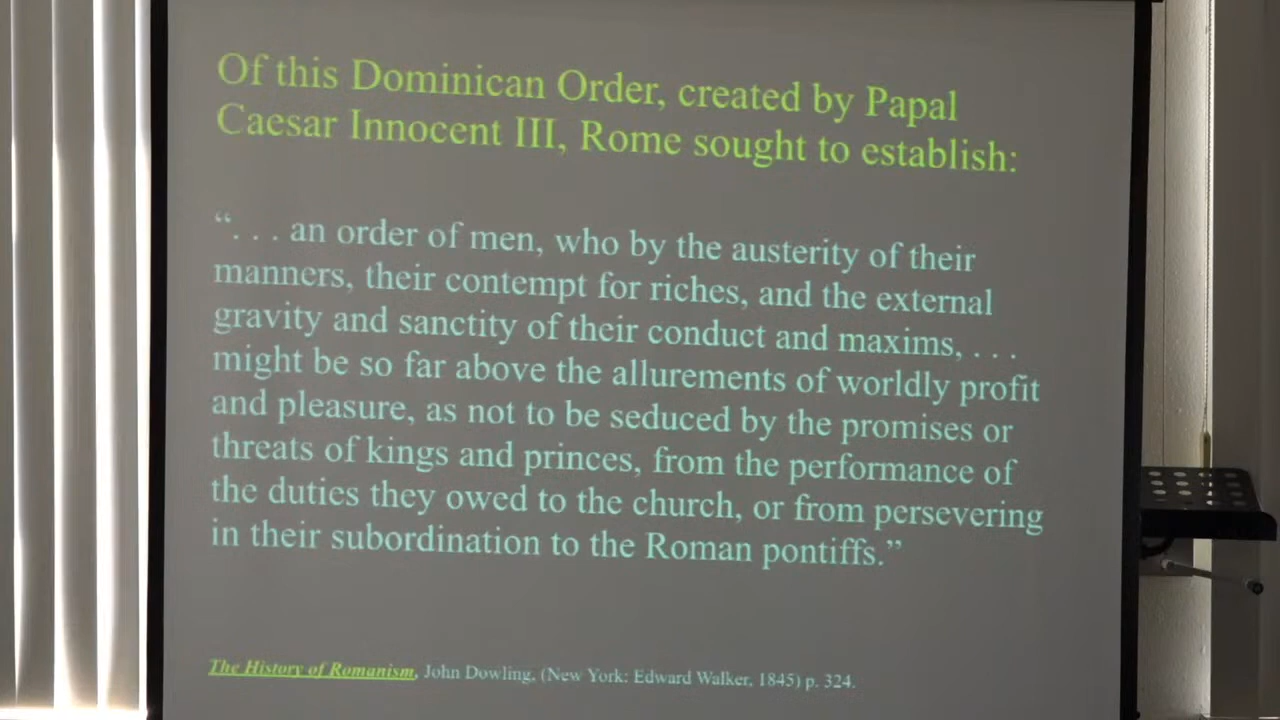 Of this Dominican Order, created by Papal
Caesar Innocent III, Rome sought to establish:
“. . . an order of men, who by the austerity of their
manners, their contempt for riches, and the external
gravity and sanctity of their conduct and maxims, . . .
might be so far above the allurements of worldly profit
and pleasure, as not to be seduced by the promises or
threats of kings and princes, from the performance of
the duties they owed to the church, or from persevering
in their subordination to the Roman pontiffs.”
The History of Romanism, John Dowling, (New York: Edward Walker, 1845) p. 324.